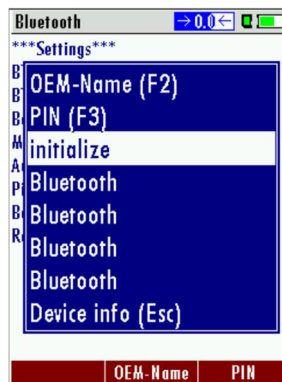 Bluetooth →0.0←
***Settings***
OEM-Name (F2)
PIN (F3)
initialize
Bluetooth
Bluetooth
Bluetooth
Bluetooth
Device info (Esc)
OEM-Name PIN